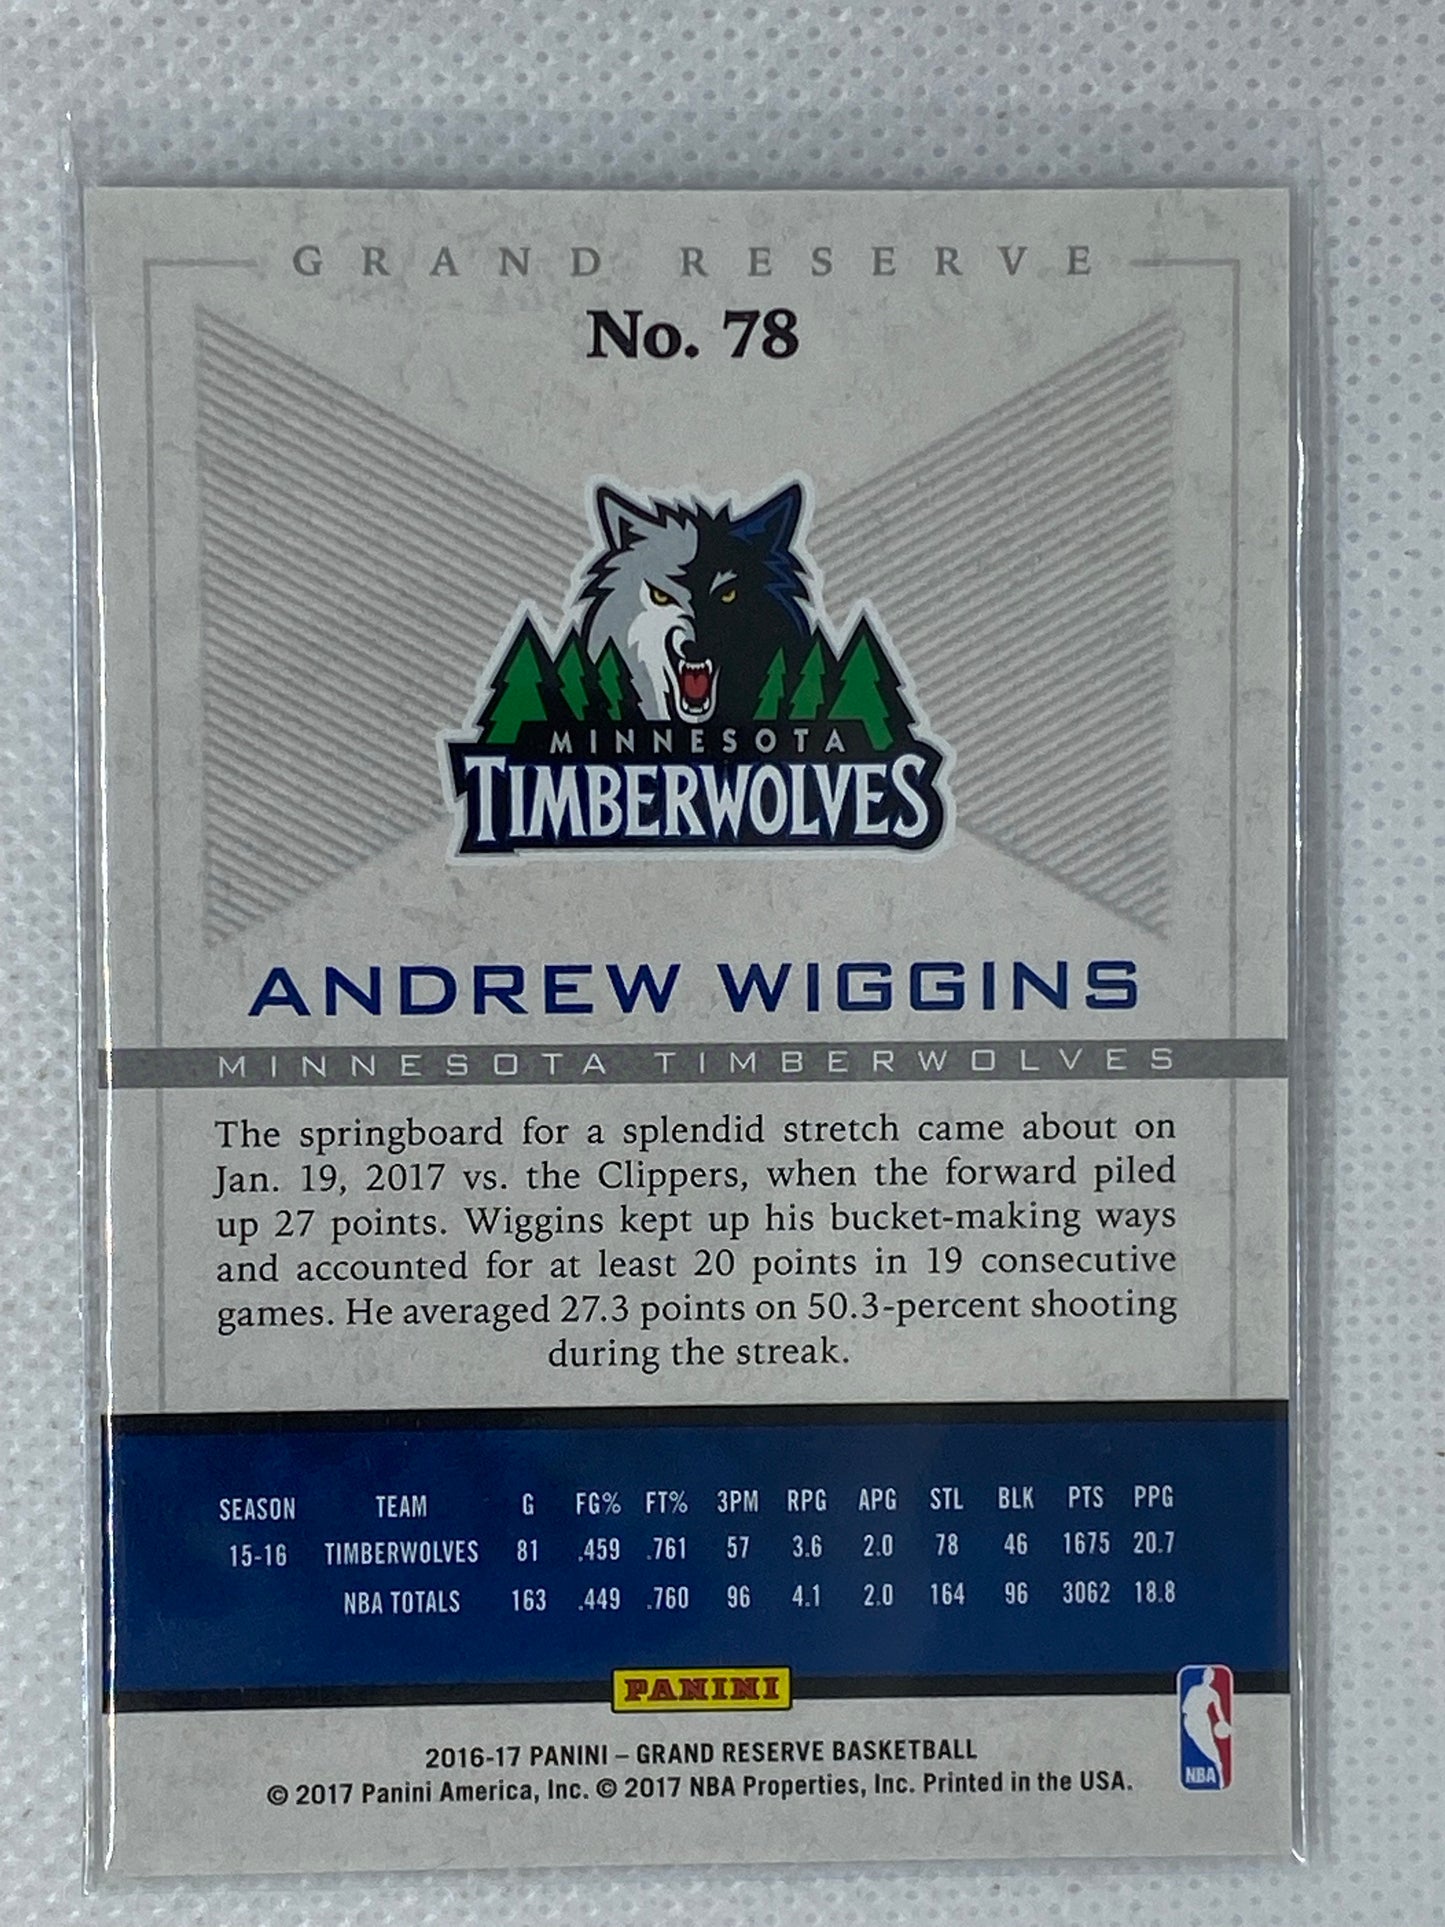 GRAND RESERVE
No. 78
MINNESOTA
TIMBERWOLVES
ANDREW WIGGINS
MINNESOTA TIMBERWOLVES
The springboard for a splendid stretch came about on
Jan. 19, 2017 vs. the Clippers, when the forward piled
up 27 points. Wiggins kept up his bucket-making ways
and accounted for at least 20 points in 19 consecutive
games. He averaged 27.3 points on 50.3-percent shooting
during the streak.
SEASON TEAM G FG% FT% 3PM RPG APG STL BLK PTS PPG
15-16 TIMBERWOLVES 81 .459 .761 57 3.6 2.0 78 46 1675 20.7
NBA TOTALS 163 .449 .760 96 4.1 2.0 164 96 3062 18.8
PANINI
2016-17 PANINI – GRAND RESERVE BASKETBALL
© 2017 Panini America, Inc. © 2017 NBA Properties, Inc. Printed in the USA.
NBA